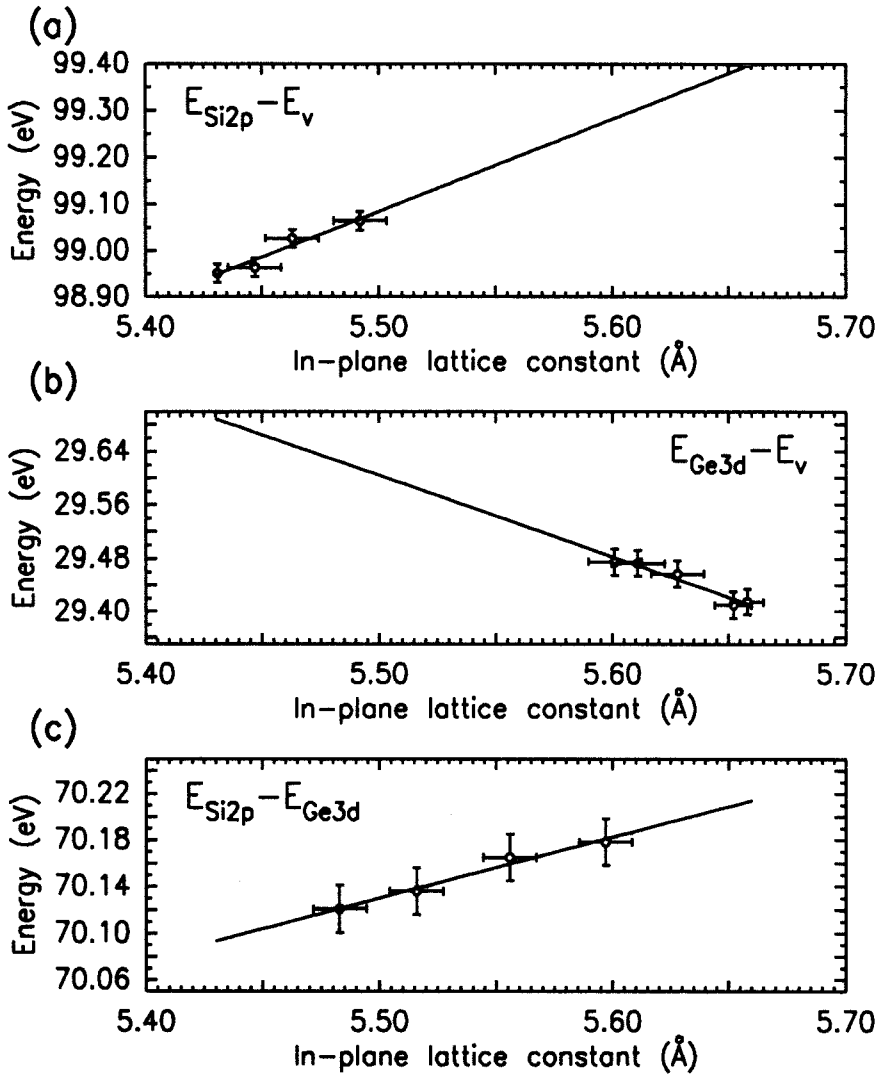 (a)
99.40
99.30
99.20
99.10
99.00
98.90
Energy (eV)
E_Si2p−E_v
5.40 5.50 5.60 5.70
In−plane lattice constant (Å)
(b)
29.64
29.56
29.48
29.40
Energy (eV)
E_Ge3d−E_v
5.40 5.50 5.60 5.70
In−plane lattice constant (Å)
(c)
70.22
70.18
70.14
70.10
70.06
Energy (eV)
E_Si2p−E_Ge3d
5.40 5.50 5.60 5.70
In−plane lattice constant (Å)